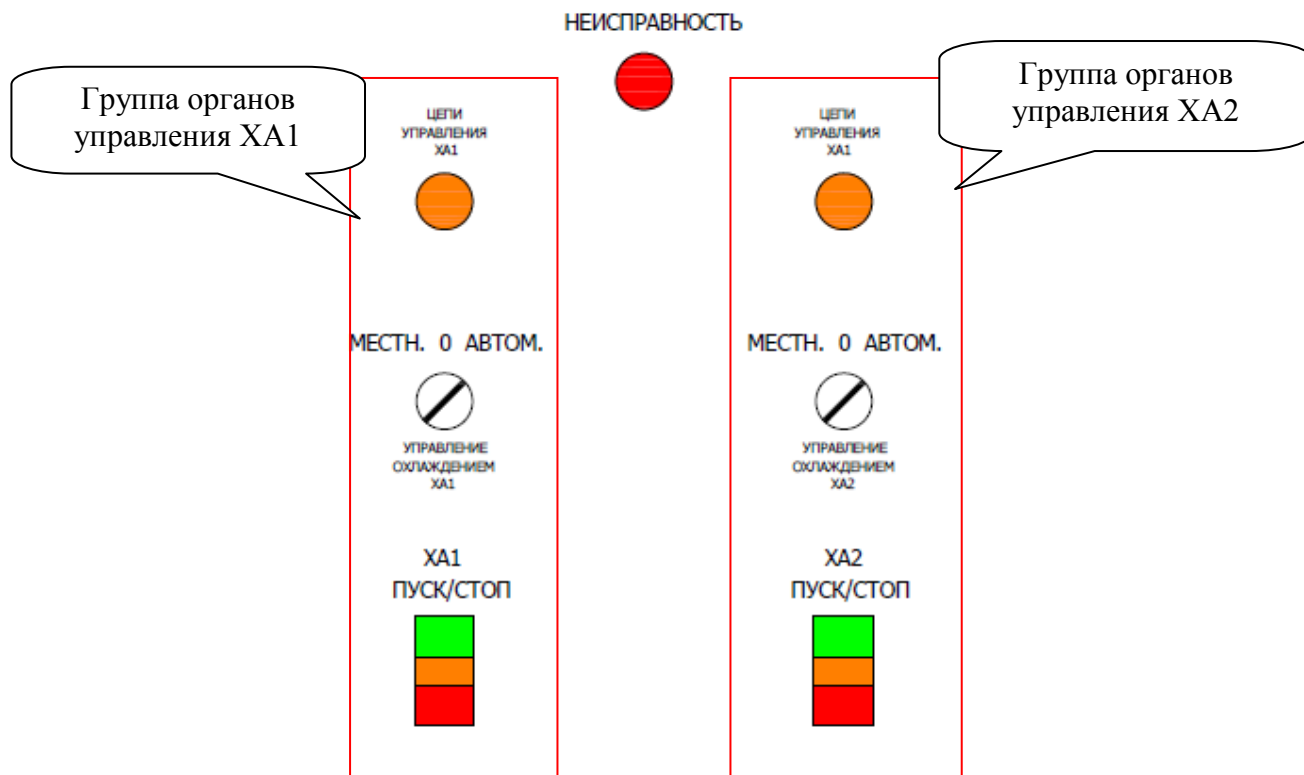 НЕИСПРАВНОСТЬ
Группа органов
управления ХА1
Группа органов
управления ХА2
ЦЕПИ
УПРАВЛЕНИЯ
ХА1
ЦЕПИ
УПРАВЛЕНИЯ
ХА1
МЕСТН. 0 АВТОМ.
МЕСТН. 0 АВТОМ.
УПРАВЛЕНИЕ
ОХЛАЖДЕНИЕМ
ХА1
УПРАВЛЕНИЕ
ОХЛАЖДЕНИЕМ
ХА2
ХА1
ПУСК/СТОП
ХА2
ПУСК/СТОП